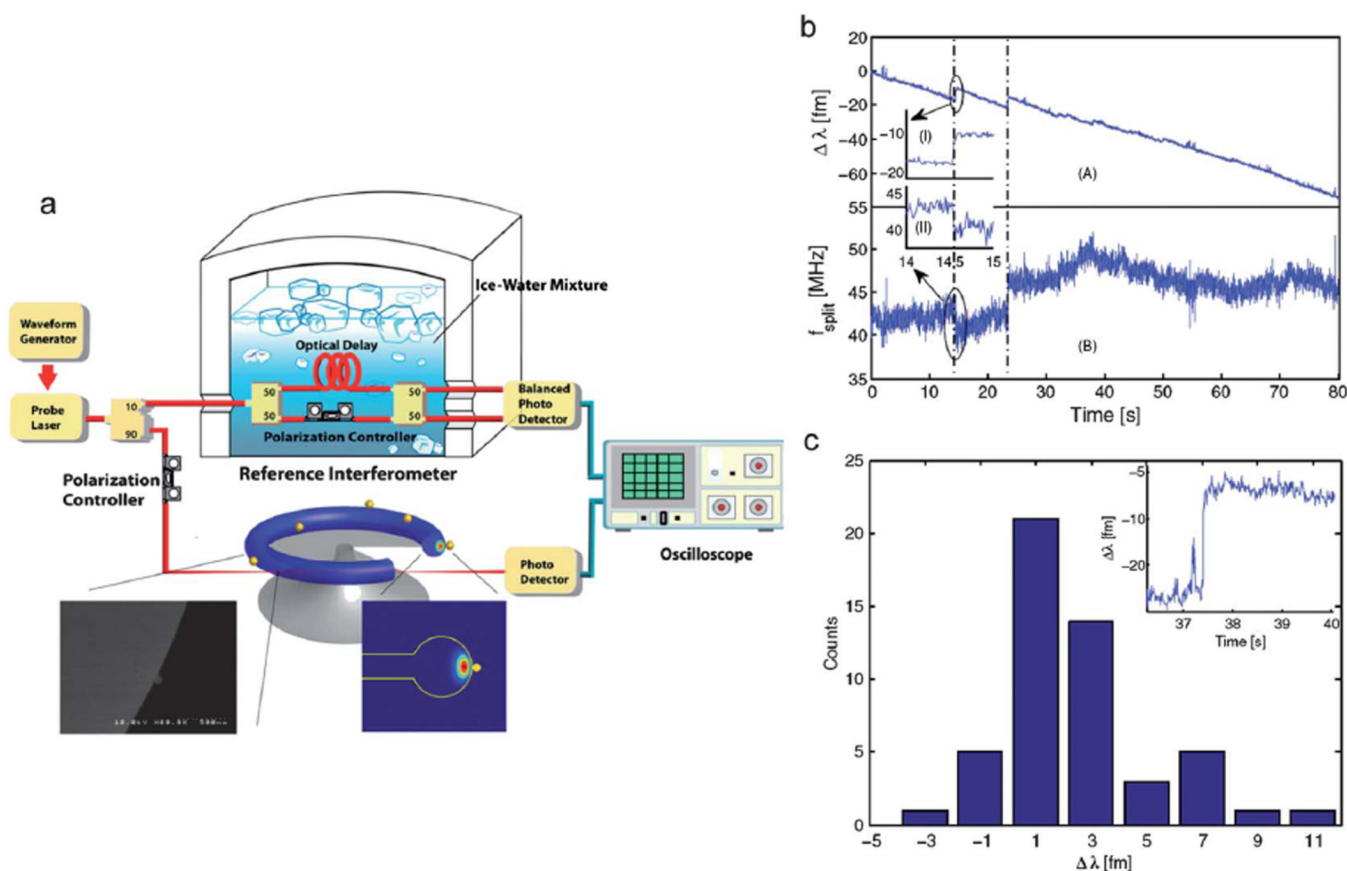 a
Waveform
Generator
Probe
Laser
10
90
Polarization
Controller
Ice-Water Mixture
Optical Delay
50
50
50
50
Polarization Controller
Reference Interferometer
Balanced
Photo
Detector
Oscilloscope
Photo
Detector
b
20
0
-20
-40
-60
Δ λ [fm]
(I)
-10
-20
(A)
45
40
(II)
14 14.5 15
55
50
45
40
35
f split [MHz]
(B)
0 10 20 30 40 50 60 70 80
Time [s]
c
25
20
15
10
5
0
Counts
-5 -3 -1 1 3 5 7 9 11
Δ λ [fm]
-5
-10
-20
Δλ [fm]
37 38 39 40
Time [s]